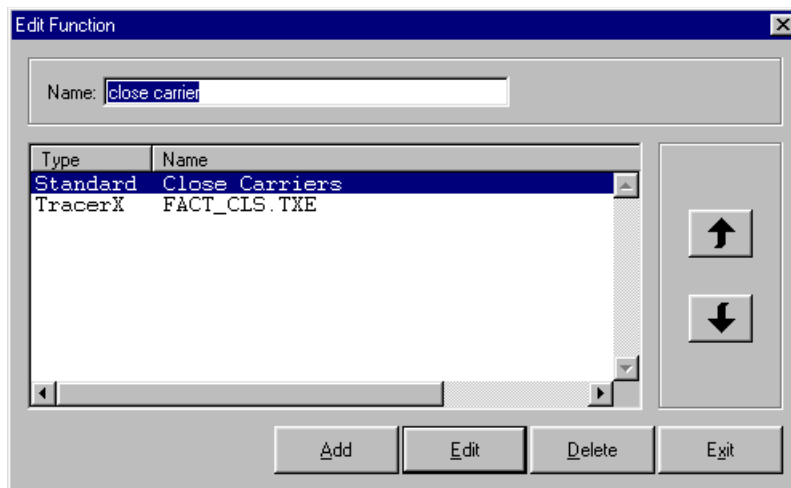 Edit Function
Name: close carrier
Type Name
Standard Close Carriers
TracerX FACT_CLS.TXE
Add Edit Delete Exit